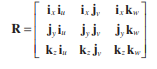 R = [ i_x i_u   i_x j_v   i_x k_w
j_y i_u   j_y j_v   j_y k_w
k_z i_u   k_z j_v   k_z k_w ]